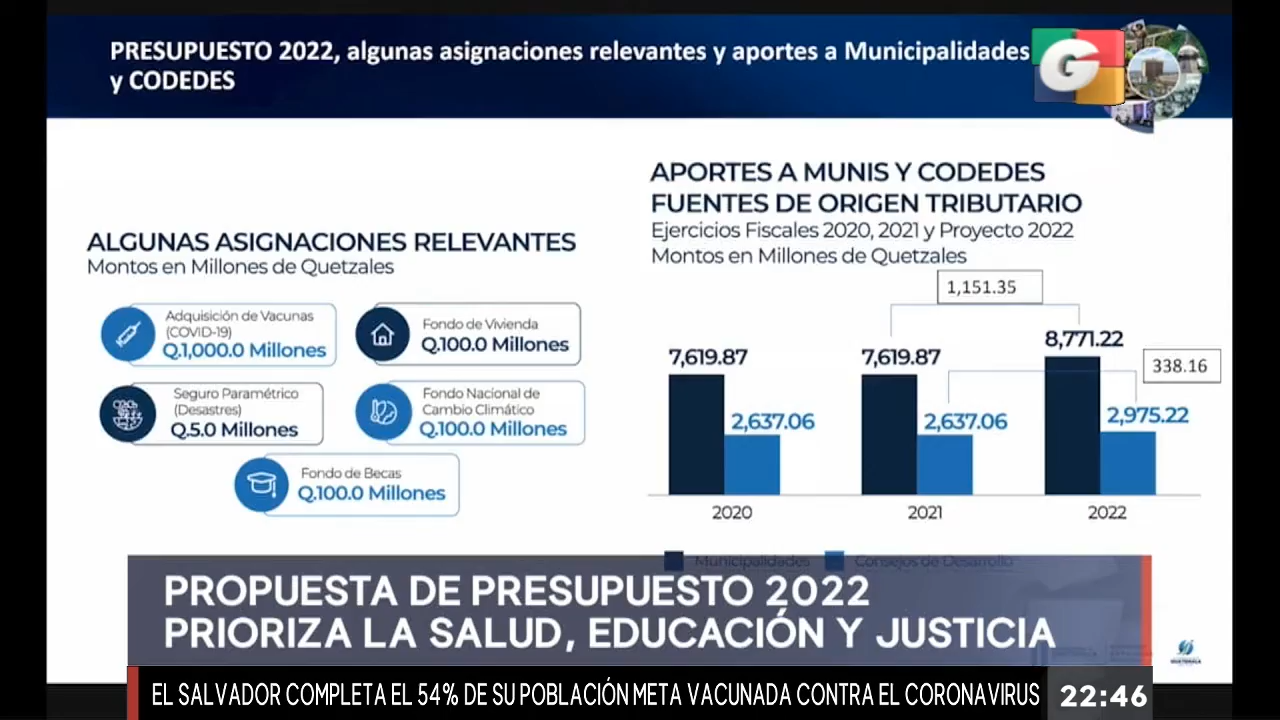 PRESUPUESTO 2022, algunas asignaciones relevantes y aportes a Municipalidades
y CODEDES
G
ALGUNAS ASIGNACIONES RELEVANTES
Montos en Millones de Quetzales
Adquisición de Vacunas
(COVID-19)
Q.1,000.0 Millones
Fondo de Vivienda
Q.100.0 Millones
Seguro Paramétrico
(Desastres)
Q.5.0 Millones
Fondo Nacional de
Cambio Climático
Q.100.0 Millones
Fondo de Becas
Q.100.0 Millones
APORTES A MUNIS Y CODEDES
FUENTES DE ORIGEN TRIBUTARIO
Ejercicios Fiscales 2020, 2021 y Proyecto 2022
Montos en Millones de Quetzales
1,151.35
8,771.22
7,619.87
7,619.87
338.16
2,637.06
2,637.06
2,975.22
2020
2021
2022
Municipalidades
Consejos de Desarrollo
PROPUESTA DE PRESUPUESTO 2022
PRIORIZA LA SALUD, EDUCACIÓN Y JUSTICIA
GUATEMALA
EL SALVADOR COMPLETA EL 54% DE SU POBLACIÓN META VACUNADA CONTRA EL CORONAVIRUS
22:46